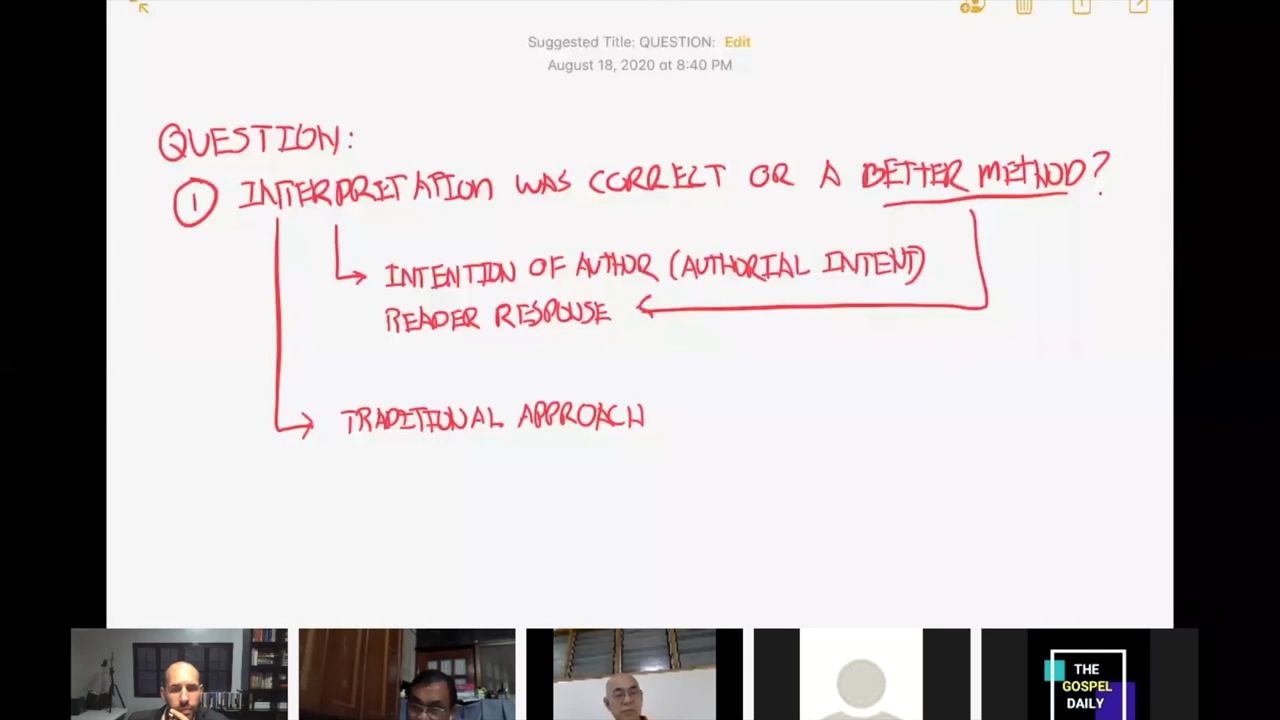 Suggested Title: QUESTION: Edit
August 18, 2020 at 8:40 PM
QUESTION:
1 INTERPRETATION WAS CORRECT OR A BETTER METHOD?
INTENTION OF AUTHOR (AUTHORIAL INTENT)
READER RESPONSE
TRADITIONAL APPROACH
THE
GOSPEL
DAILY